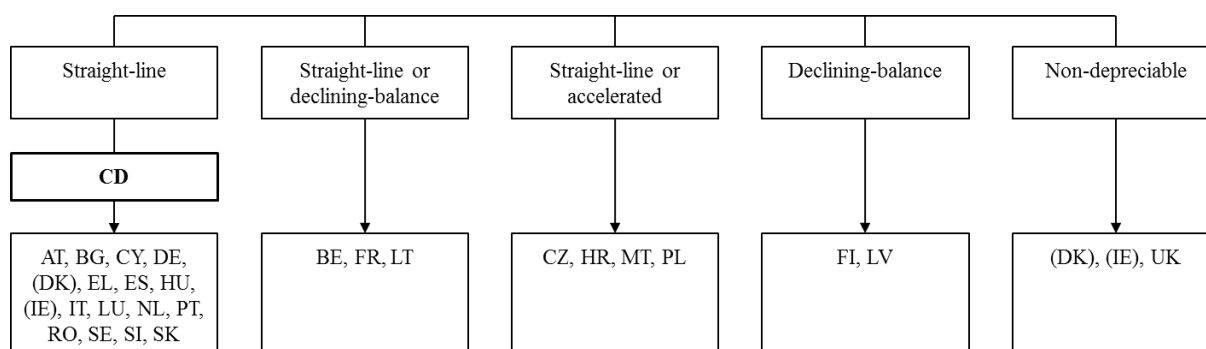 Straight-line
Straight-line or
declining-balance
Straight-line or
accelerated
Declining-balance
Non-depreciable
CD
AT, BG, CY, DE,
(DK), EL, ES, HU,
(IE), IT, LU, NL, PT,
RO, SE, SI, SK
BE, FR, LT
CZ, HR, MT, PL
FI, LV
(DK), (IE), UK